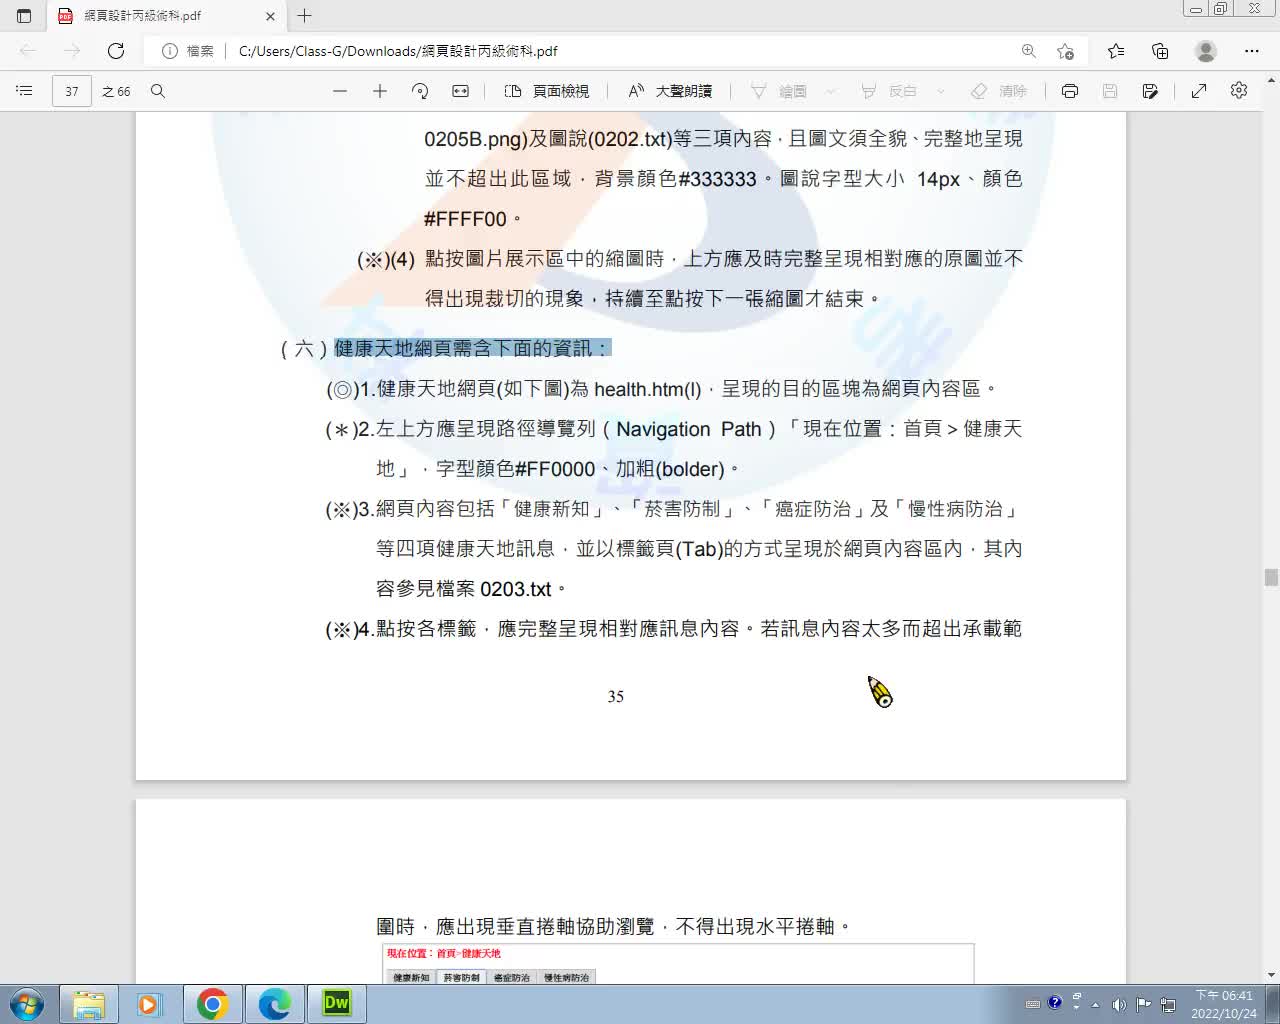 網頁設計丙級術科.pdf
檔案
C:/Users/Class-G/Downloads/網頁設計丙級術科.pdf
37
之 66
頁面檢視
大聲朗讀
繪圖
反白
清除
0205B.png)及圖說(0202.txt)等三項內容，且圖文須全貌、完整地呈現
並不超出此區域，背景顏色#333333。圖說字型大小 14px、顏色
#FFFF00。
(※)(4) 點按圖片展示區中的縮圖時，上方應及時完整呈現相對應的原圖並不
得出現裁切的現象，持續至點按下一張縮圖才結束。
(六)健康天地網頁需含下面的資訊：
(◎)1.健康天地網頁(如下圖)為 health.htm(l)，呈現的目的區塊為網頁內容區。
(＊)2.左上方應呈現路徑導覽列（Navigation Path）「現在位置：首頁＞健康天
地」，字型顏色#FF0000、加粗(bolder)。
(※)3.網頁內容包括「健康新知」、「菸害防制」、「癌症防治」及「慢性病防治」
等四項健康天地訊息，並以標籤頁(Tab)的方式呈現於網頁內容區內，其內
容參見檔案 0203.txt。
(※)4.點按各標籤，應完整呈現相對應訊息內容。若訊息內容太多而超出承載範
35
圍時，應出現垂直捲軸協助瀏覽，不得出現水平捲軸。
現在位置：首頁>健康天地
健康新知 菸害防制 癌症防治 慢性病防治
Dw
下午 06:41
2022/10/24